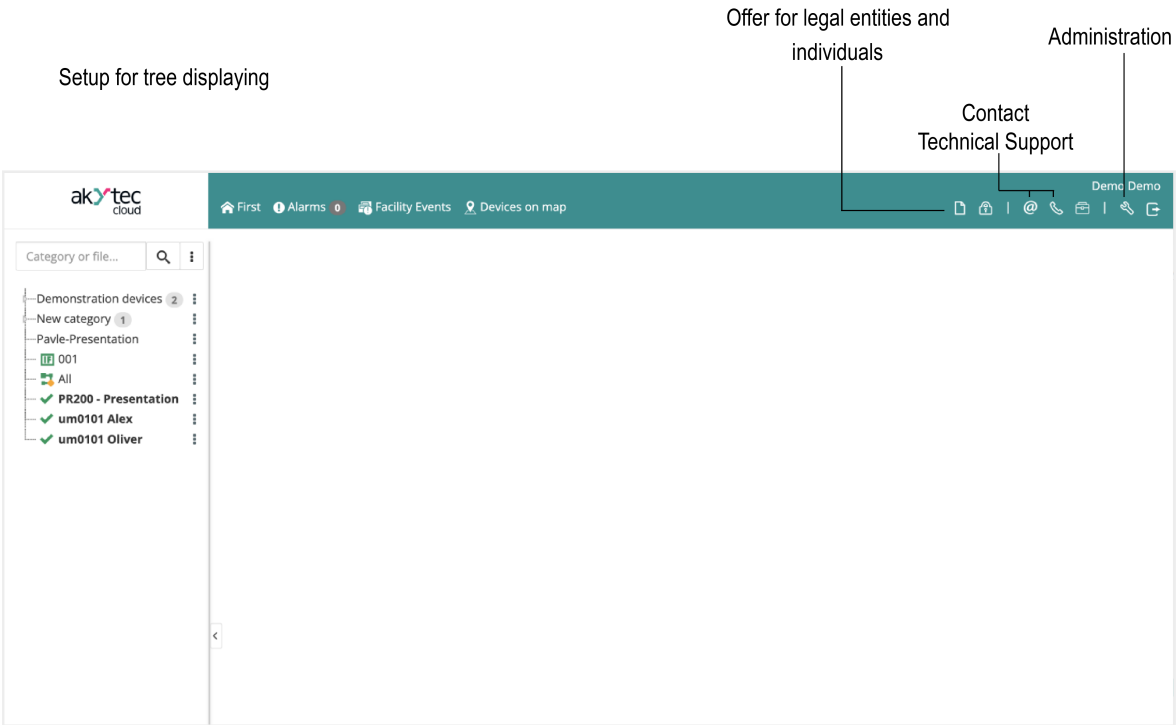 Offer for legal entities and
individuals
Administration
Setup for tree displaying
Contact
Technical Support
akytec
cloud
Demo Demo
First Alarms 0 Facility Events Devices on map
@
Category or file...
Demonstration devices 2
New category 1
Pavle-Presentation
IF 001
All
PR200 - Presentation
um0101 Alex
um0101 Oliver